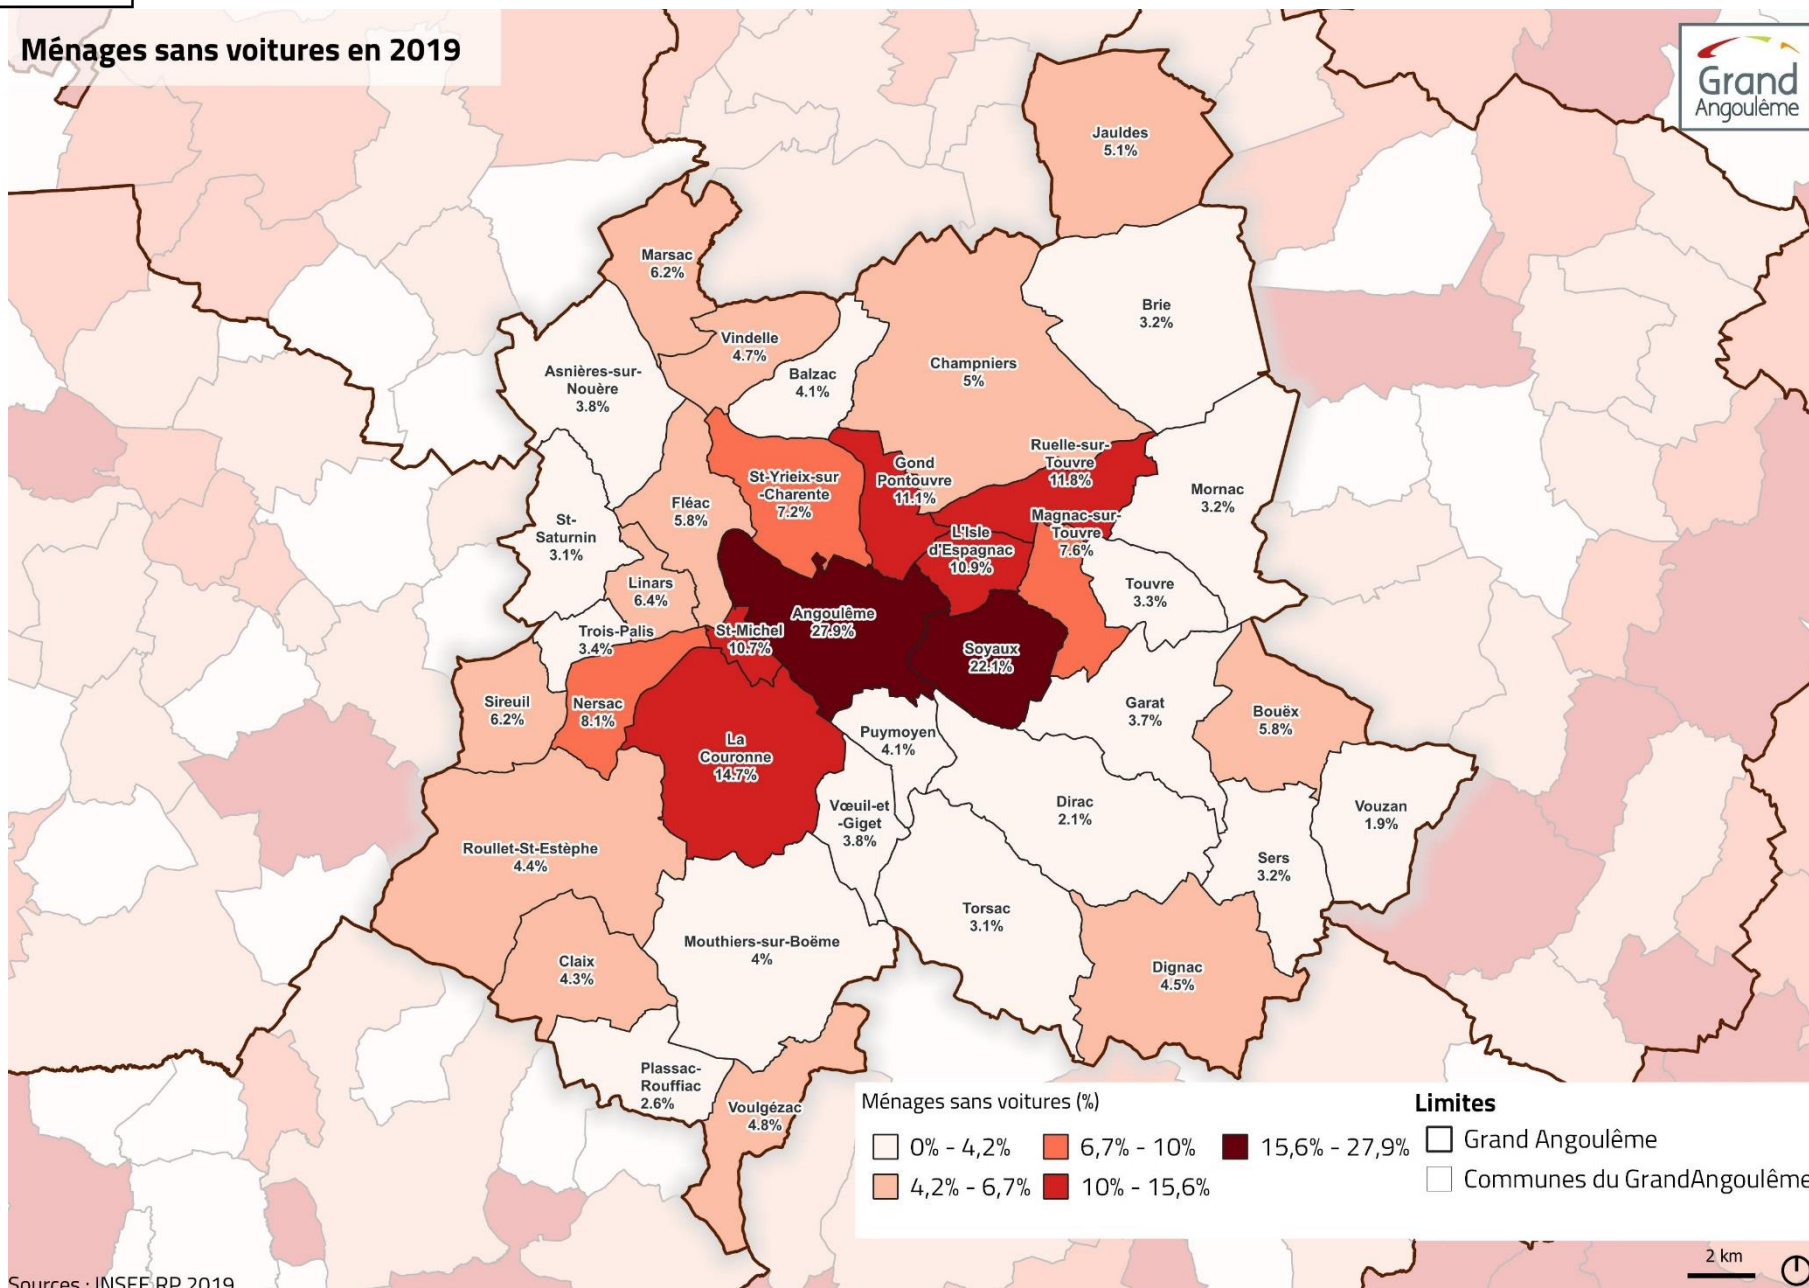 Ménages sans voitures en 2019
Grand
Angoulême
Jauldes
5.1%
Marsac
6.2%
Brie
3.2%
Vindelle
4.7%
Champniers
5%
Asnières-sur-
Nouère
3.8%
Balzac
4.1%
Ruelle-sur-
Touvre
11.8%
Gond
Pontouvre
11.1%
St-Yrieix-sur
-Charente
7.2%
Mornac
3.2%
Fléac
5.8%
St-
Saturnin
3.1%
Magnac-sur-
Touvre
7.6%
L'Isle
d'Espagnac
10.9%
Linars
6.4%
Touvre
3.3%
Angoulême
27.9%
Trois-Palis
3.4%
St-Michel
10.7%
Soyaux
22.1%
Sireuil
6.2%
Nersac
8.1%
Garat
3.7%
Bouëx
5.8%
La
Couronne
14.7%
Puymoyen
4.1%
Vœuil-et
-Giget
3.8%
Dirac
2.1%
Vouzan
1.9%
Roullet-St-Estèphe
4.4%
Sers
3.2%
Torsac
3.1%
Mouthiers-sur-Boëme
4%
Claix
4.3%
Dignac
4.5%
Plassac-
Rouffiac
2.6%
Voulgézac
4.8%
Ménages sans voitures (%)
0% - 4,2%
4,2% - 6,7%
6,7% - 10%
10% - 15,6%
15,6% - 27,9%
Limites
Grand Angoulême
Communes du GrandAngoulême
2 km
Sources : INSEE RP 2019